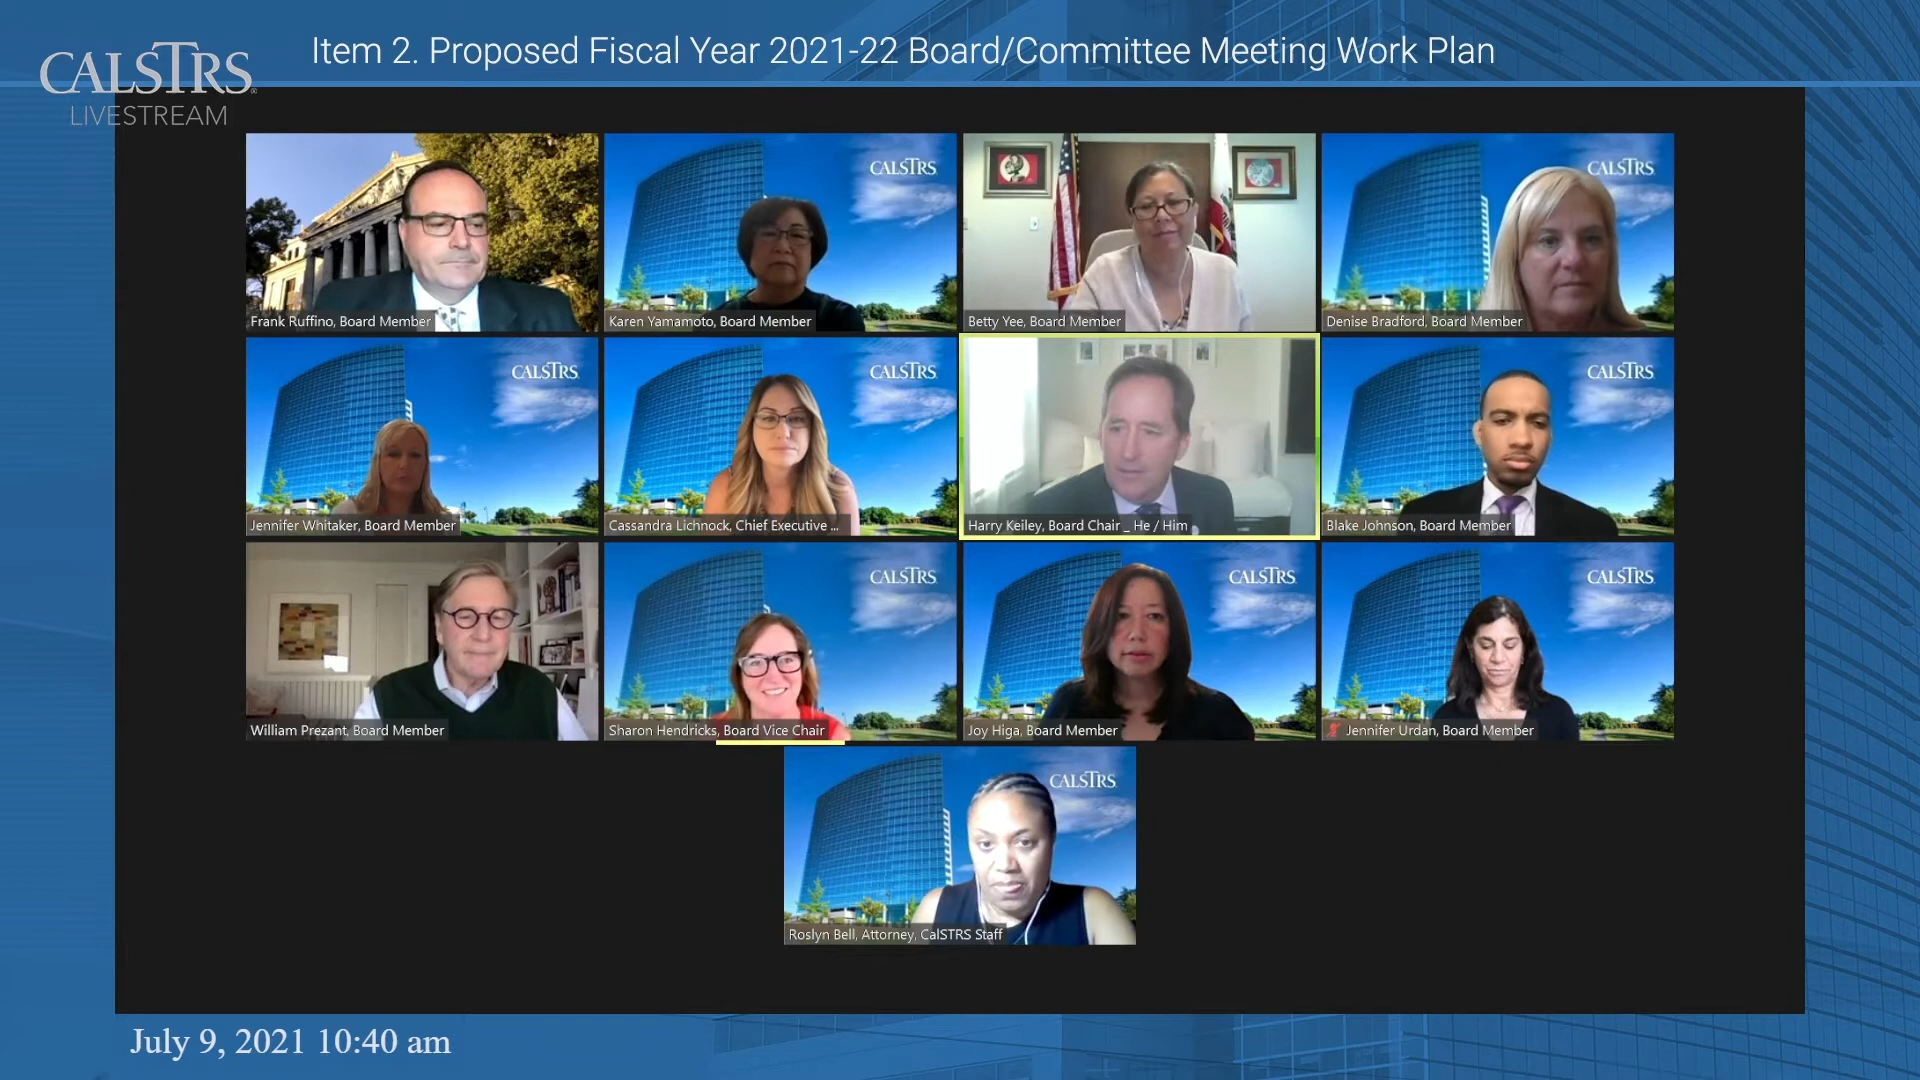 Item 2. Proposed Fiscal Year 2021-22 Board/Committee Meeting Work Plan
CALSTRS
LIVESTREAM
CALSTRS
CALSTRS
Frank Ruffino, Board Member
Karen Yamamoto, Board Member
Betty Yee, Board Member
Denise Bradford, Board Member
CALSTRS
CALSTRS
CALSTRS
Jennifer Whitaker, Board Member
Cassandra Lichnock, Chief Executive ...
Harry Keiley, Board Chair _ He / Him
Blake Johnson, Board Member
CALSTRS
CALSTRS
CALSTRS
William Prezant, Board Member
Sharon Hendricks, Board Vice Chair
Joy Higa, Board Member
Jennifer Urdan, Board Member
CALSTRS
Roslyn Bell, Attorney, CalSTRS Staff
July 9, 2021 10:40 am